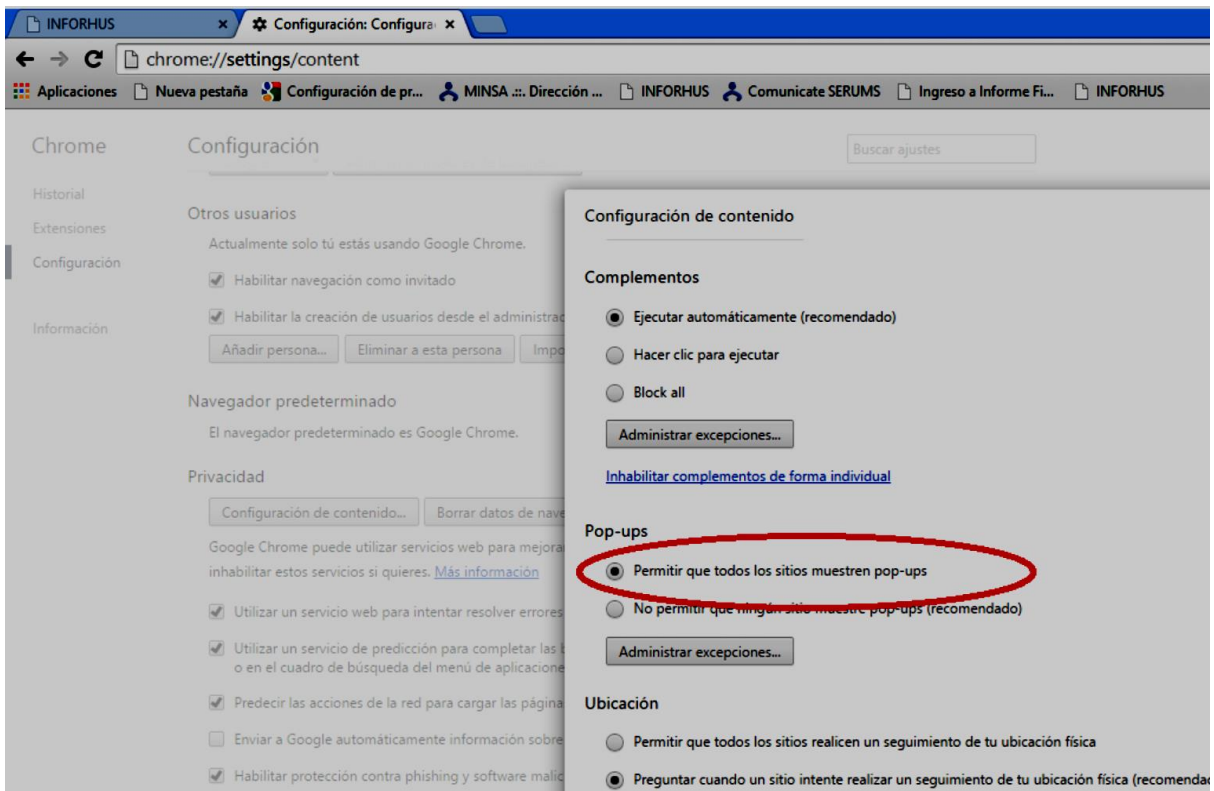 INFORHUS
Configuración: Configura
chrome://settings/content
Aplicaciones Nueva pestaña Configuración de pr... MINSA .::. Dirección ... INFORHUS Comunicate SERUMS Ingreso a Informe Fi... INFORHUS
Chrome
Historial
Extensiones
Configuración
Información
Configuración
Buscar ajustes
Otros usuarios
Actualmente solo tú estás usando Google Chrome.
Habilitar navegación como invitado
Habilitar la creación de usuarios desde el administrac
Añadir persona... Eliminar a esta persona Impo
Navegador predeterminado
El navegador predeterminado es Google Chrome.
Privacidad
Configuración de contenido... Borrar datos de nave
Google Chrome puede utilizar servicios web para mejora
inhabilitar estos servicios si quieres. Más información
Utilizar un servicio web para intentar resolver errores
Utilizar un servicio de predicción para completar las b
o en el cuadro de búsqueda del menú de aplicacione
Predecir las acciones de la red para cargar las página
Enviar a Google automáticamente información sobre
Habilitar protección contra phishing y software malic
Configuración de contenido
Complementos
Ejecutar automáticamente (recomendado)
Hacer clic para ejecutar
Block all
Administrar excepciones...
Inhabilitar complementos de forma individual
Pop-ups
Permitir que todos los sitios muestren pop-ups
No permitir que ningún sitio muestre pop-ups (recomendado)
Administrar excepciones...
Ubicación
Permitir que todos los sitios realicen un seguimiento de tu ubicación física
Preguntar cuando un sitio intente realizar un seguimiento de tu ubicación física (recomendad